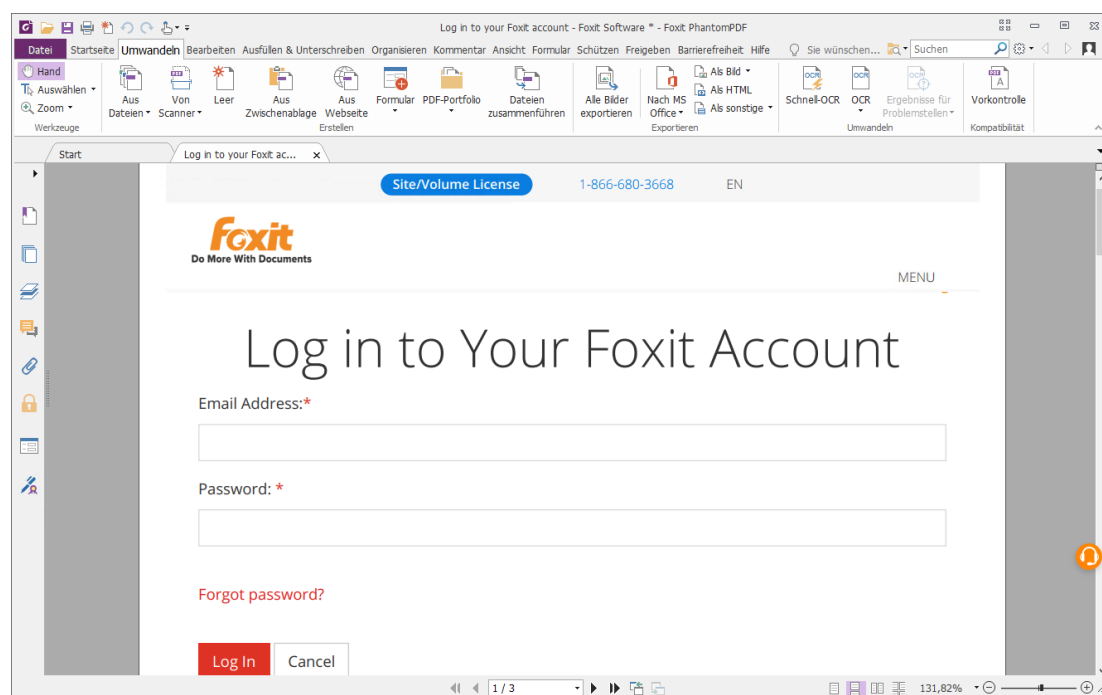 Log in to your Foxit account - Foxit Software * - Foxit PhantomPDF
Datei Startseite Umwandeln Bearbeiten Ausfüllen & Unterschreiben Organisieren Kommentar Ansicht Formular Schützen Freigeben Barrierefreiheit Hilfe Sie wünschen... Suchen
Hand
Auswählen
Zoom
Werkzeuge
Aus Dateien
Von Scanner
Leer
Aus Zwischenablage
Aus Webseite
Formular
PDF-Portfolio
Dateien zusammenführen
Erstellen
Alle Bilder exportieren
Nach MS Office
Als Bild
Als HTML
Als sonstige
Exportieren
Schnell-OCR
OCR
Ergebnisse für Problemstellen
Umwandeln
Vorkontrolle
Kompatibilität
Start
Log in to your Foxit ac... x
Site/Volume License 1-866-680-3668 EN
foxit
Do More With Documents
MENU
Log in to Your Foxit Account
Email Address:*
Password: *
Forgot password?
Log In Cancel
1 / 3
131,82%